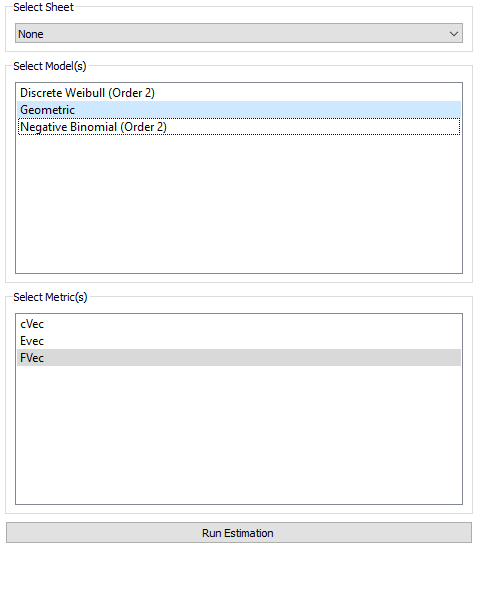 Select Sheet
None
Select Model(s)
Discrete Weibull (Order 2)
Geometric
Negative Binomial (Order 2)
Select Metric(s)
cVec
Evec
FVec
Run Estimation